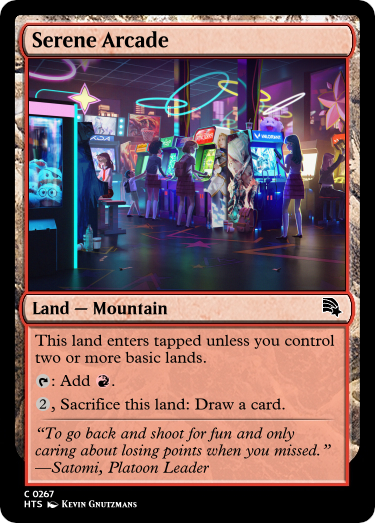 Serene Arcade
Land — Mountain
This land enters tapped unless you control
two or more basic lands.
: Add .
2, Sacrifice this land: Draw a card.
“To go back and shoot for fun and only
caring about losing points when you missed.”
—Satomi, Platoon Leader
C 0267
HTS Kevin Gnutzmans